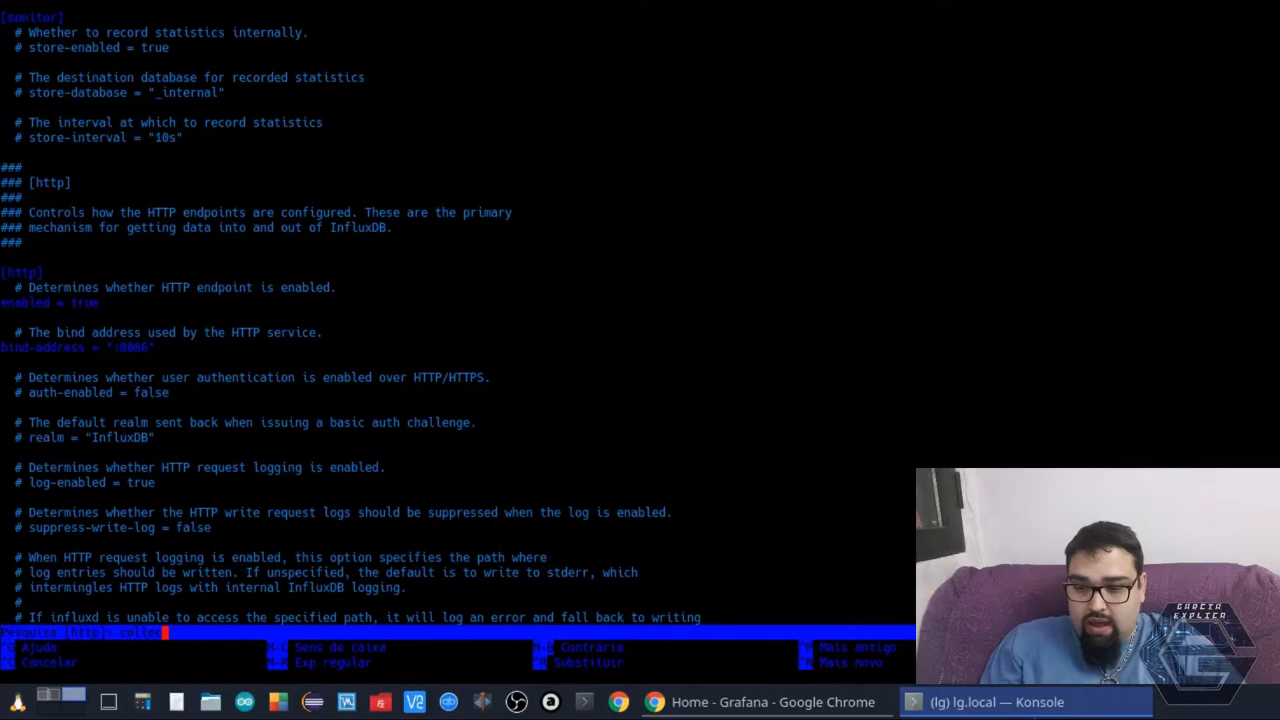 [monitor]
# Whether to record statistics internally.
# store-enabled = true
# The destination database for recorded statistics
# store-database = "_internal"
# The interval at which to record statistics
# store-interval = "10s"
###
### [http]
###
### Controls how the HTTP endpoints are configured. These are the primary
### mechanism for getting data into and out of InfluxDB.
###
[http]
# Determines whether HTTP endpoint is enabled.
enabled = true
# The bind address used by the HTTP service.
bind-address = ":8086"
# Determines whether user authentication is enabled over HTTP/HTTPS.
# auth-enabled = false
# The default realm sent back when issuing a basic auth challenge.
# realm = "InfluxDB"
# Determines whether HTTP request logging is enabled.
# log-enabled = true
# Determines whether the HTTP write request logs should be suppressed when the log is enabled.
# suppress-write-log = false
# When HTTP request logging is enabled, this option specifies the path where
# log entries should be written. If unspecified, the default is to write to stderr, which
# intermingles HTTP logs with internal InfluxDB logging.
#
# If influxd is unable to access the specified path, it will log an error and fall back to writing
Pesquisa [http]: collee
^G Ajuda M-C Sens de caixa M-B Contrário ^P Mais antigo
^C Cancelar M-R Exp regular ^R Substituir ^N Mais novo
GARCIA
EXPLICA
Home - Grafana - Google Chrome
(lg) lg.local — Konsole